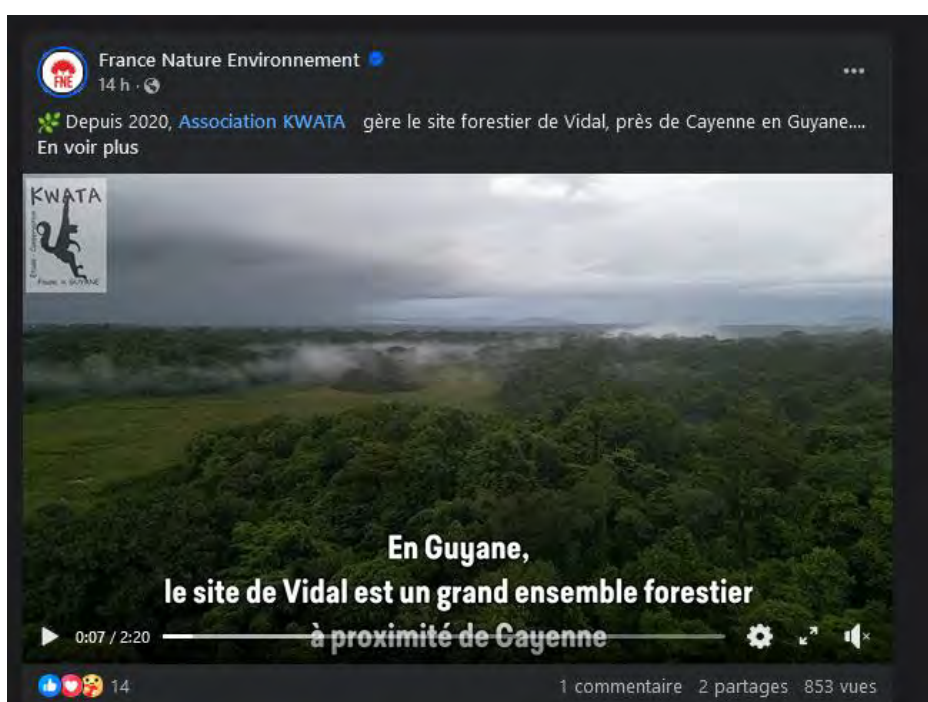 France Nature Environnement
FNE
14 h ·
Depuis 2020, Association KWATA gère le site forestier de Vidal, près de Cayenne en Guyane....
En voir plus
KWATA
GUYANE
En Guyane,
le site de Vidal est un grand ensemble forestier
à proximité de Cayenne
0:07 / 2:20
14
1 commentaire 2 partages 853 vues